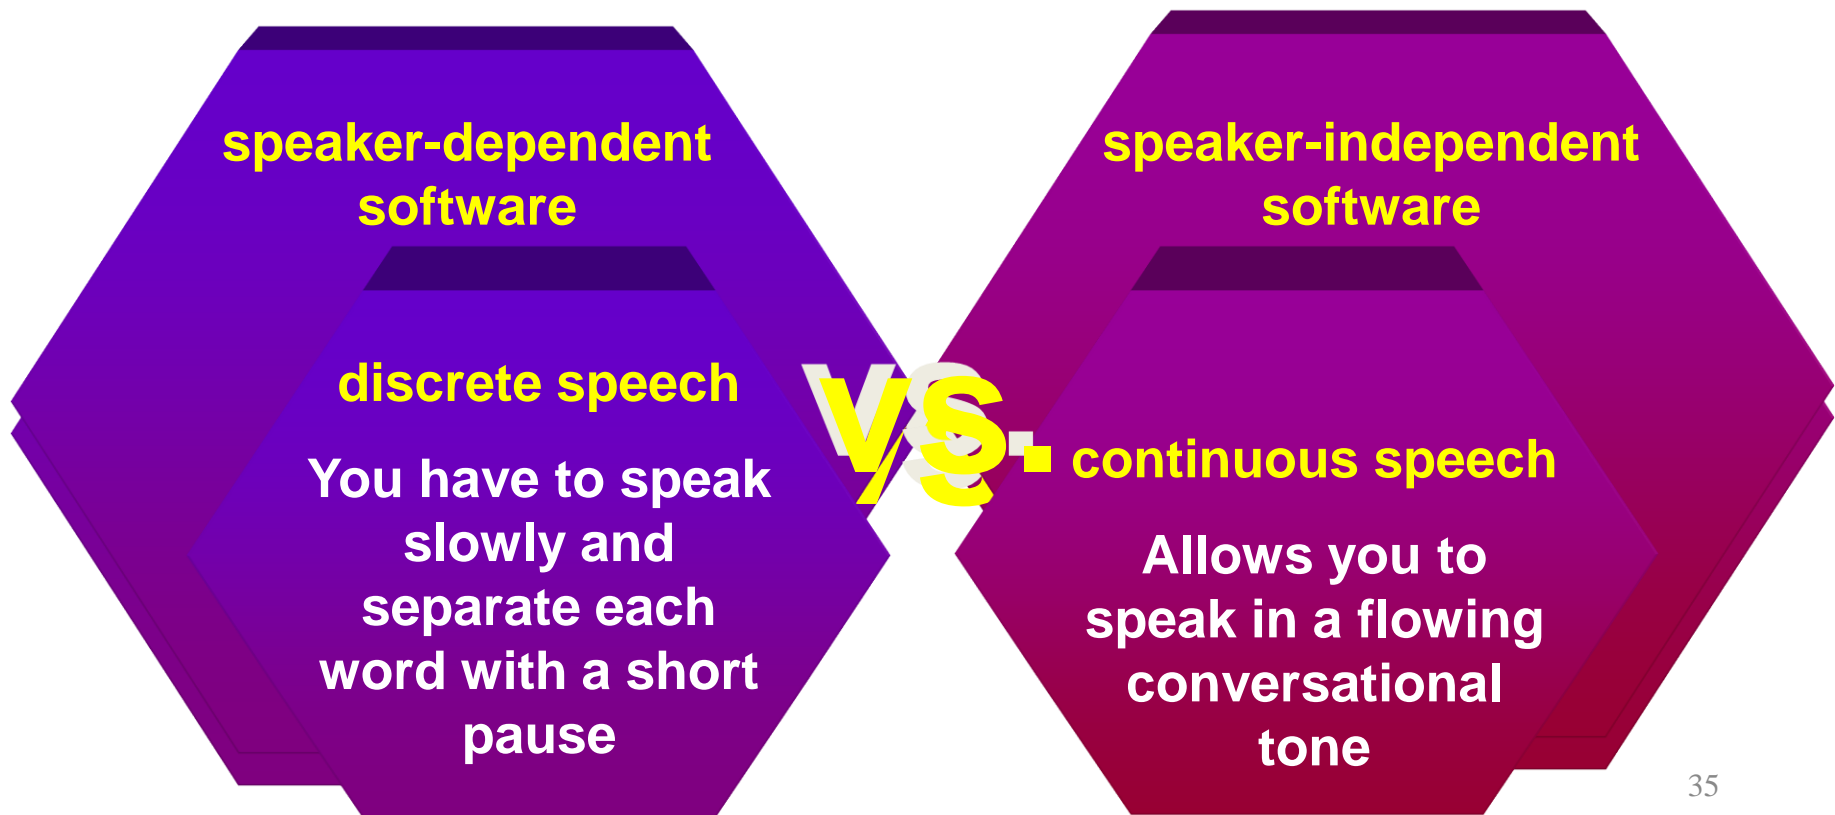 speaker-dependent
software
discrete speech
You have to speak
slowly and
separate each
word with a short
pause
vs.
speaker-independent
software
continuous speech
Allows you to
speak in a flowing
conversational
tone
35